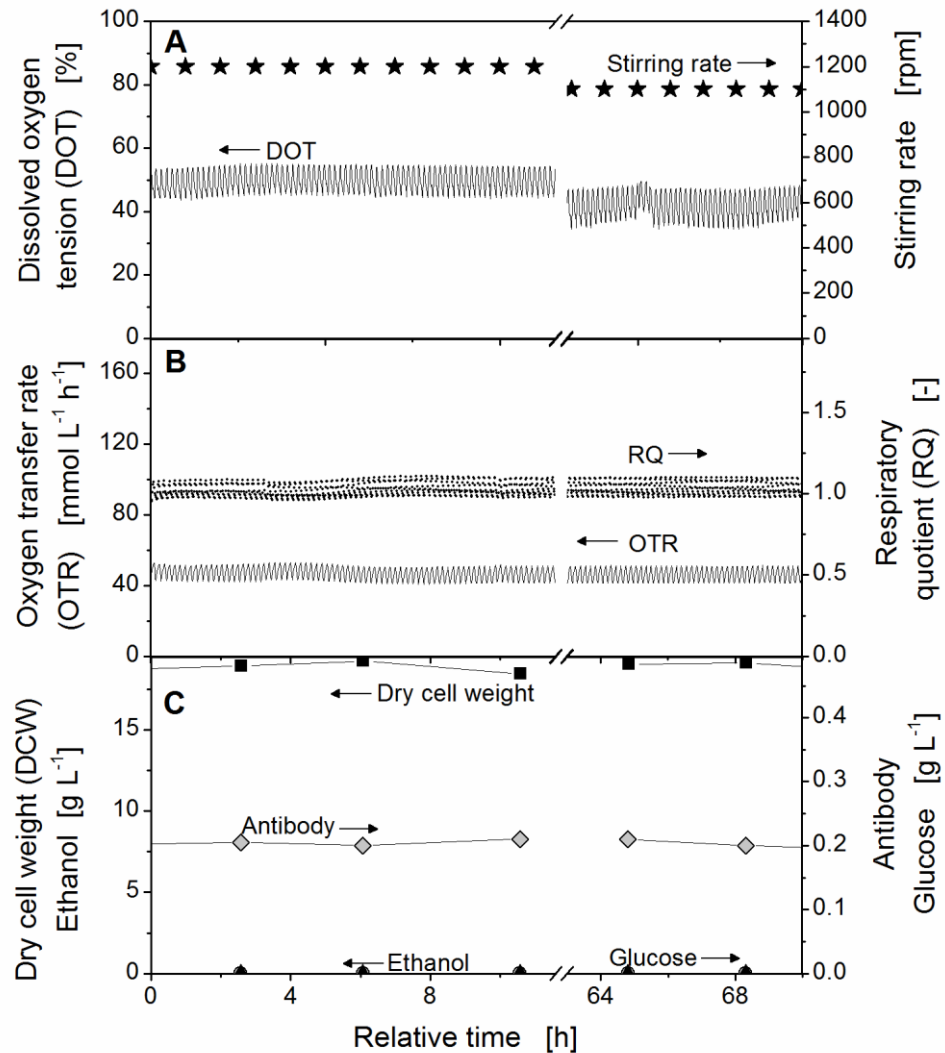 A
Dissolved oxygen
tension (DOT) [%]
100
80
60
40
20
0
Stirring rate
DOT
1400
1200
1000
800
600
400
200
0
Stirring rate [rpm]
B
Oxygen transfer rate
(OTR) [mmol L⁻¹ h⁻¹]
160
120
80
40
0
RQ
OTR
1.5
1.0
0.5
0.0
Respiratory
quotient (RQ) [-]
C
Dry cell weight (DCW)
Ethanol [g L⁻¹]
15
10
5
0
Dry cell weight
Antibody
Ethanol
Glucose
0.4
0.3
0.2
0.1
0.0
Antibody
Glucose [g L⁻¹]
0
4
8
64
68
Relative time [h]